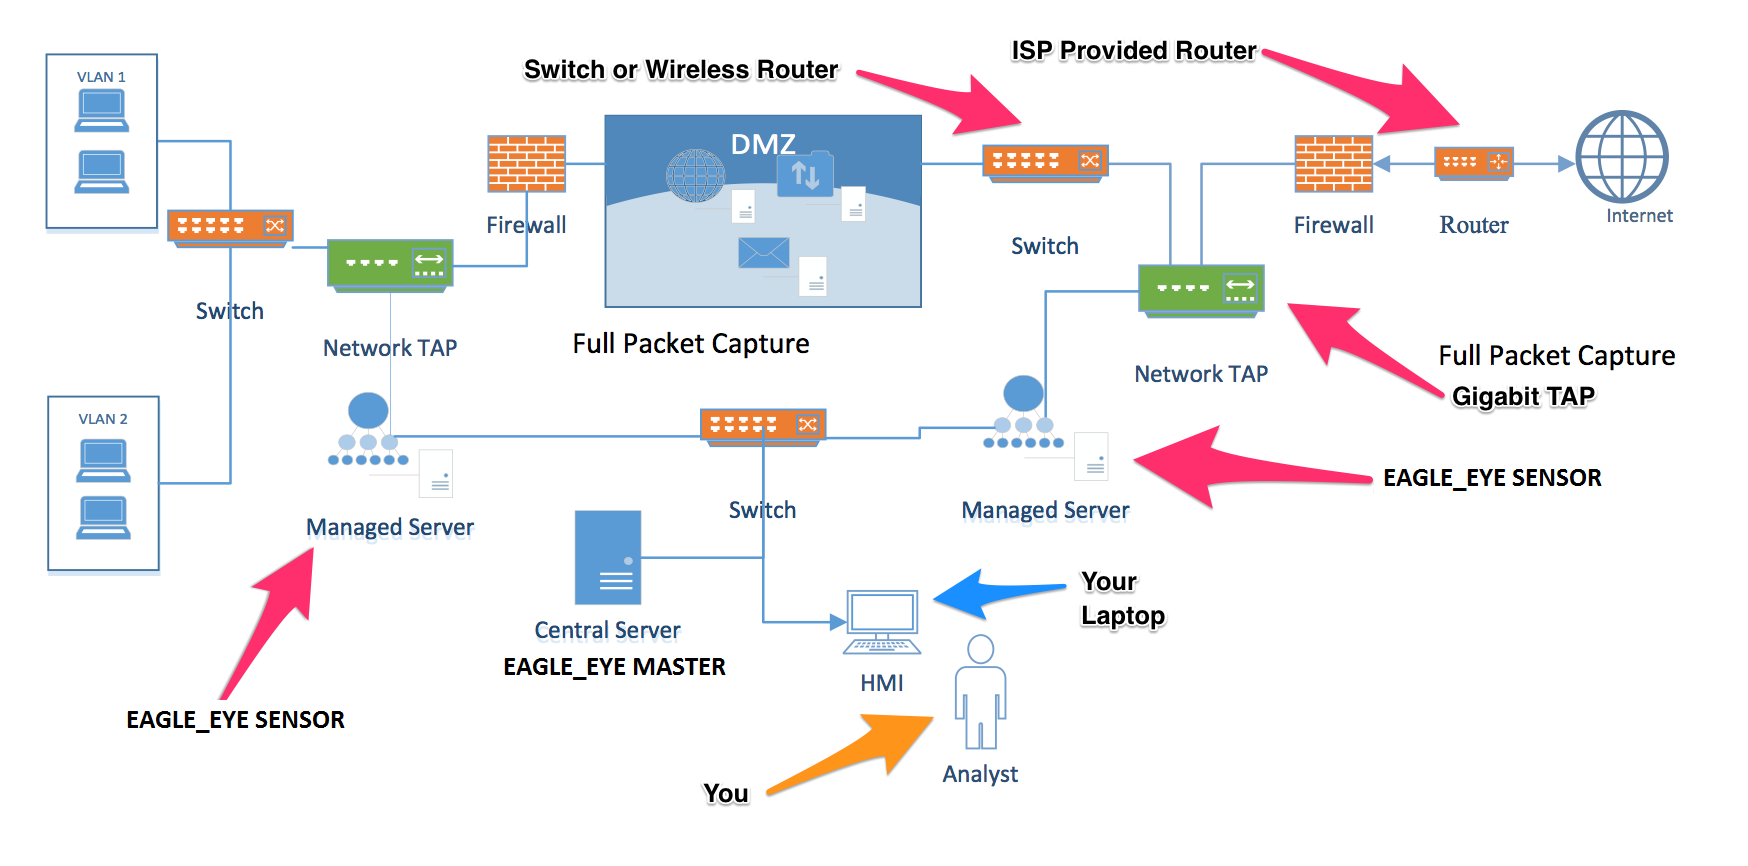 ISP Provided Router
Switch or Wireless Router
VLAN 1
DMZ
Firewall
Switch
Firewall
Router
Internet
Switch
Network TAP
Full Packet Capture
Network TAP
Full Packet Capture
Gigabit TAP
VLAN 2
EAGLE_EYE SENSOR
Managed Server
Switch
Managed Server
Your
Laptop
Central Server
EAGLE_EYE MASTER
HMI
EAGLE_EYE SENSOR
Analyst
You